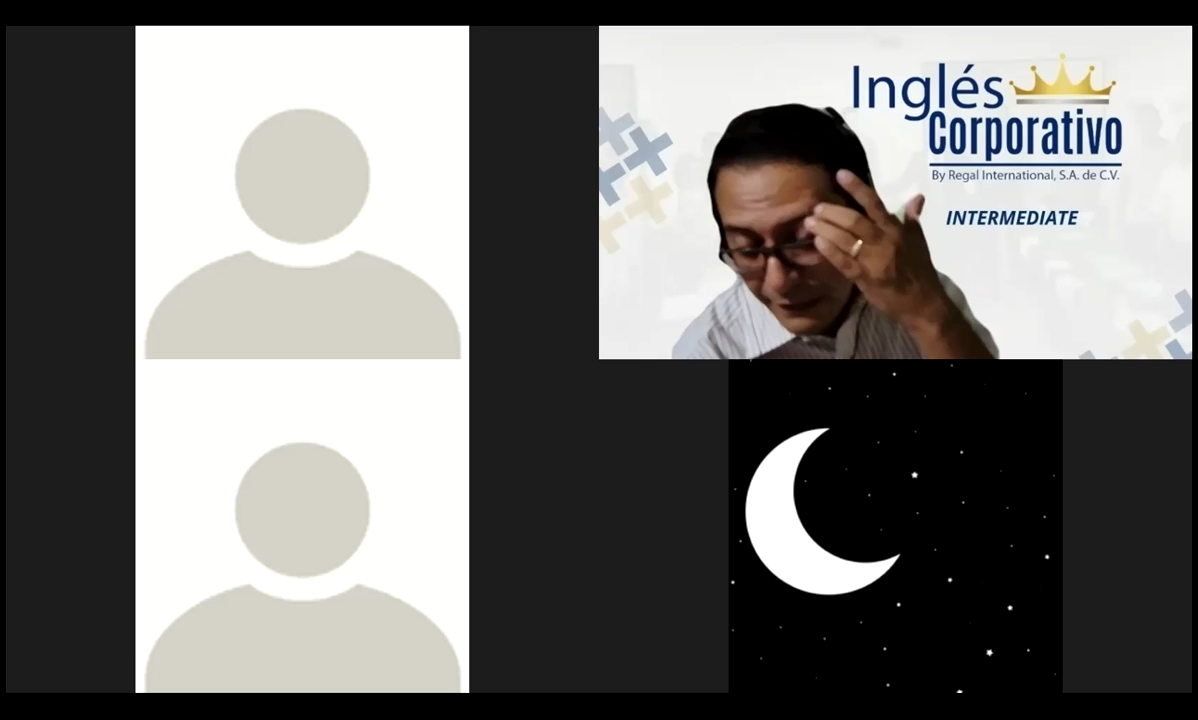 Inglés
Corporativo
By Regal International, S.A. de C.V.
INTERMEDIATE